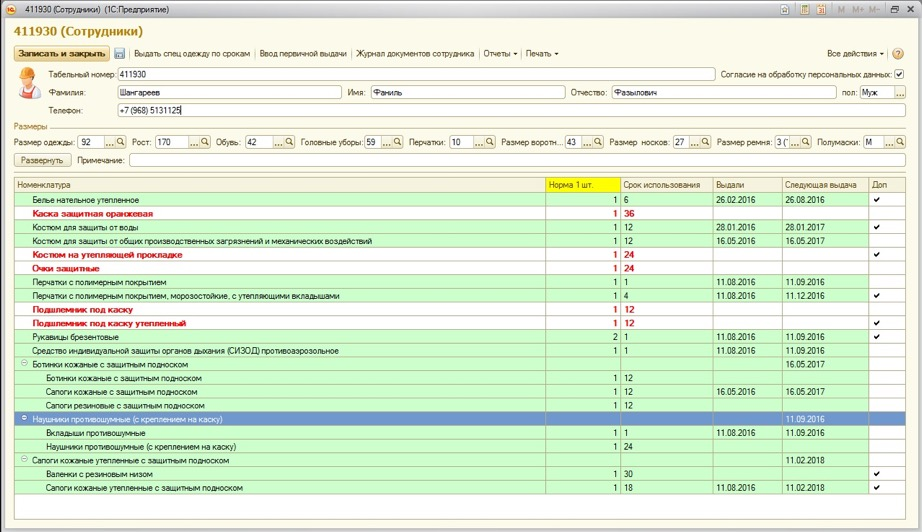 411930 (Сотрудники) (1С:Предприятие) M M+ M-
411930 (Сотрудники)
Записать и закрыть Выдать спец одежду по срокам Ввод первичной выдачи Журнал документов сотрудника Отчеты Печать Все действия
Табельный номер: 411930 Согласие на обработку персональных данных:
Фамилия: Шангареев Имя: Фаниль Отчество: Фазылович пол: Муж ...
Телефон: +7 (968) 5131125
Размеры
Размер одежды: 92 ... Рост: 170 ... Обувь: 42 ... Головные уборы: 59 ... Перчатки: 10 ... Размер воротн... 43 ... Размер носков: 27 ... Размер ремня: 3 (' ... Полумаски: M ...
Развернуть Примечание:
Номенклатура Норма 1 шт. Срок использования Выдали Следующая выдача Доп
Белье нательное утепленное 1 6 26.02.2016 26.08.2016
Каска защитная оранжевая 1 36
Костюм для защиты от воды 1 12 28.01.2016 28.01.2017
Костюм для защиты от общих производственных загрязнений и механических воздействий 1 12 16.05.2016 16.05.2017
Костюм на утепляющей прокладке 1 24
Очки защитные 1 24
Перчатки с полимерным покрытием 1 1 11.08.2016 11.09.2016
Перчатки с полимерным покрытием, морозостойкие, с утепляющими вкладышами 1 4 11.08.2016 11.12.2016
Подшлемник под каску 1 12
Подшлемник под каску утепленный 1 12
Рукавицы брезентовые 2 1 11.08.2016 11.09.2016
Средство индивидуальной защиты органов дыхания (СИЗОД) противоаэрозольное 1 1 11.08.2016 11.09.2016
Ботинки кожаные с защитным подноском 16.05.2017
Ботинки кожаные с защитным подноском 1 12
Сапоги кожаные с защитным подноском 1 12 16.05.2016 16.05.2017
Сапоги резиновые с защитным подноском 1 12
Наушники противошумные (с креплением на каску) 11.09.2016
Вкладыши противошумные 1 1 11.08.2016 11.09.2016
Наушники противошумные (с креплением на каску) 1 24
Сапоги кожаные утепленные с защитным подноском 11.02.2018
Валенки с резиновым низом 1 30
Сапоги кожаные утепленные с защитным подноском 1 18 11.08.2016 11.02.2018